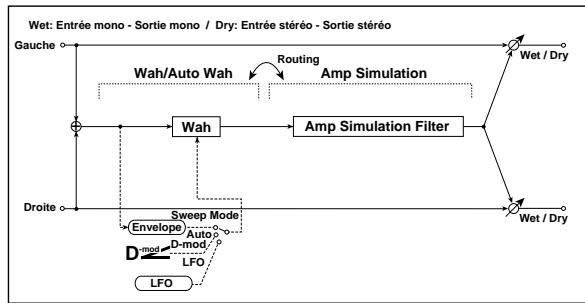 Wet: Entrée mono - Sortie mono / Dry: Entrée stéréo - Sortie stéréo
Gauche
Wet / Dry
Routing
Wah/Auto Wah
Amp Simulation
Wah
Amp Simulation Filter
Droite
Wet / Dry
Sweep Mode
Envelope
Auto
D-mod
D-mod
LFO
LFO